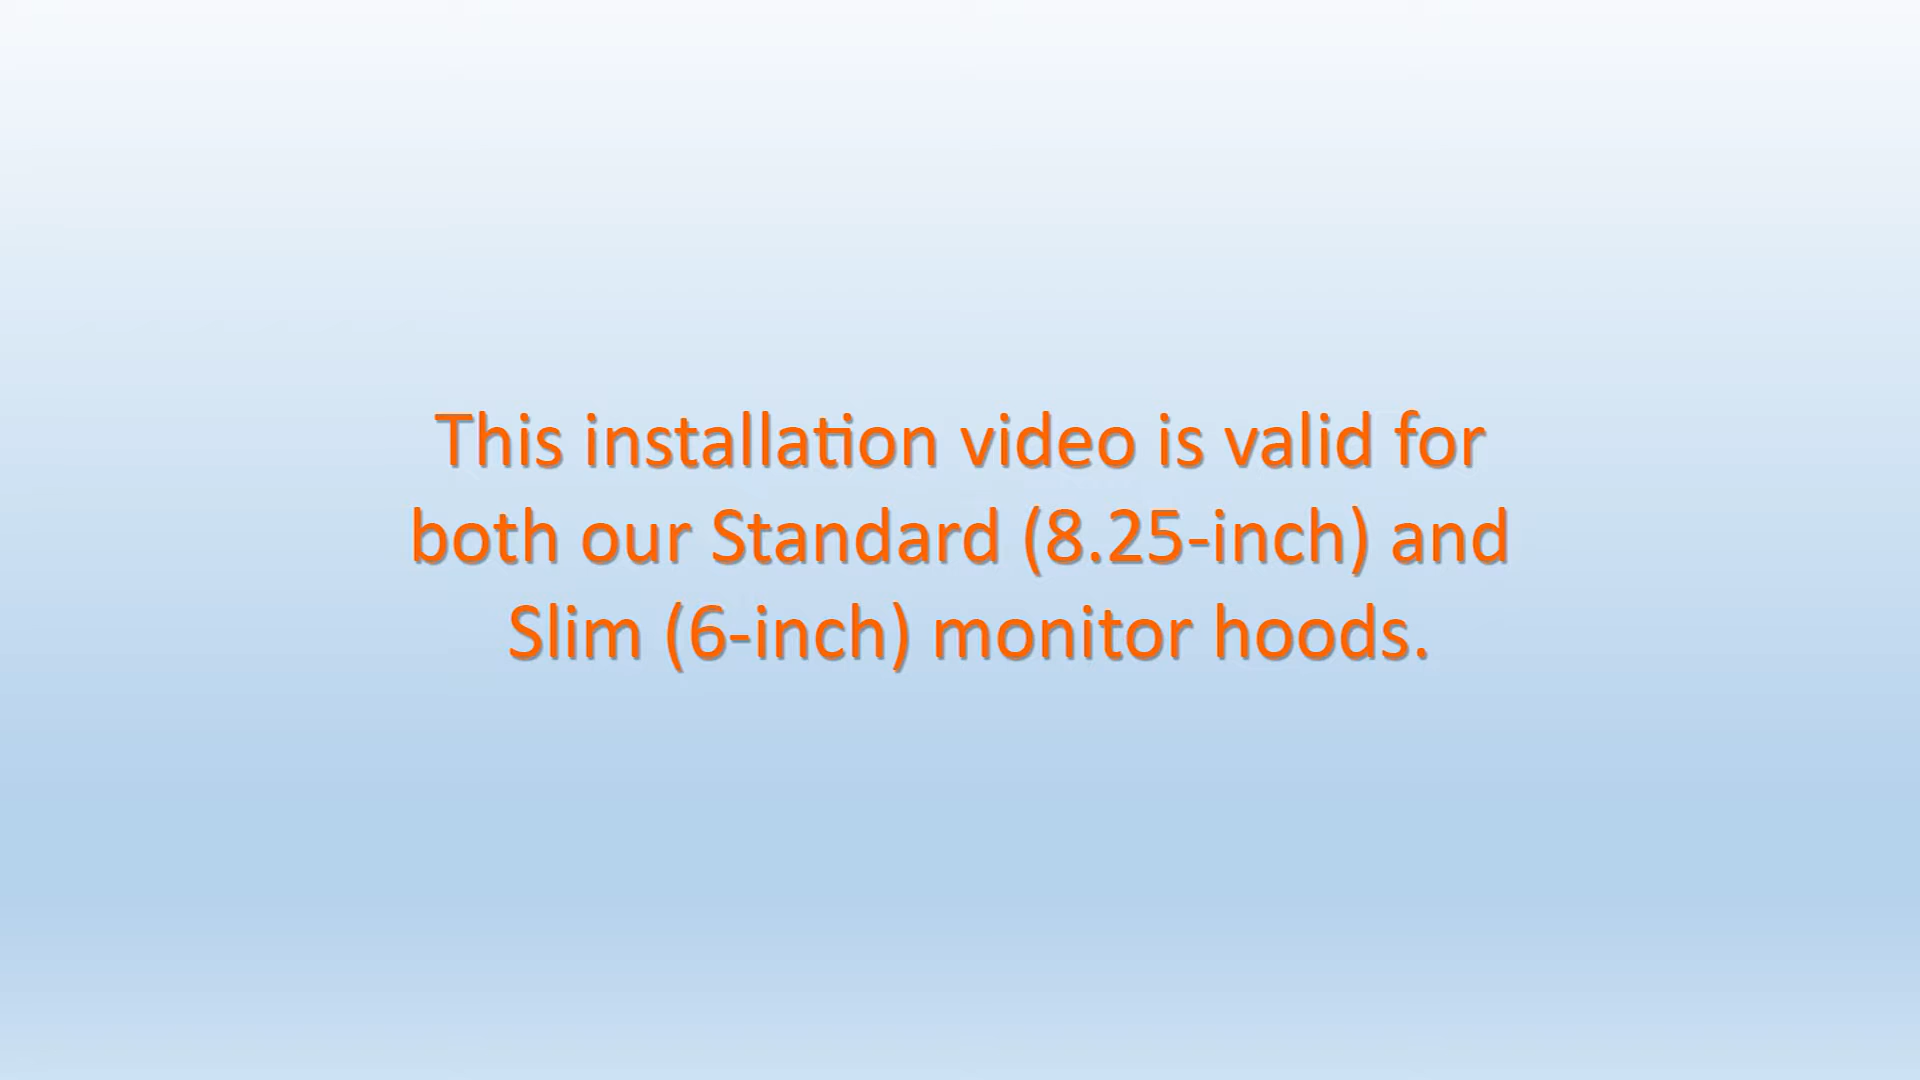 This installation video is valid for
both our Standard (8.25-inch) and
Slim (6-inch) monitor hoods.